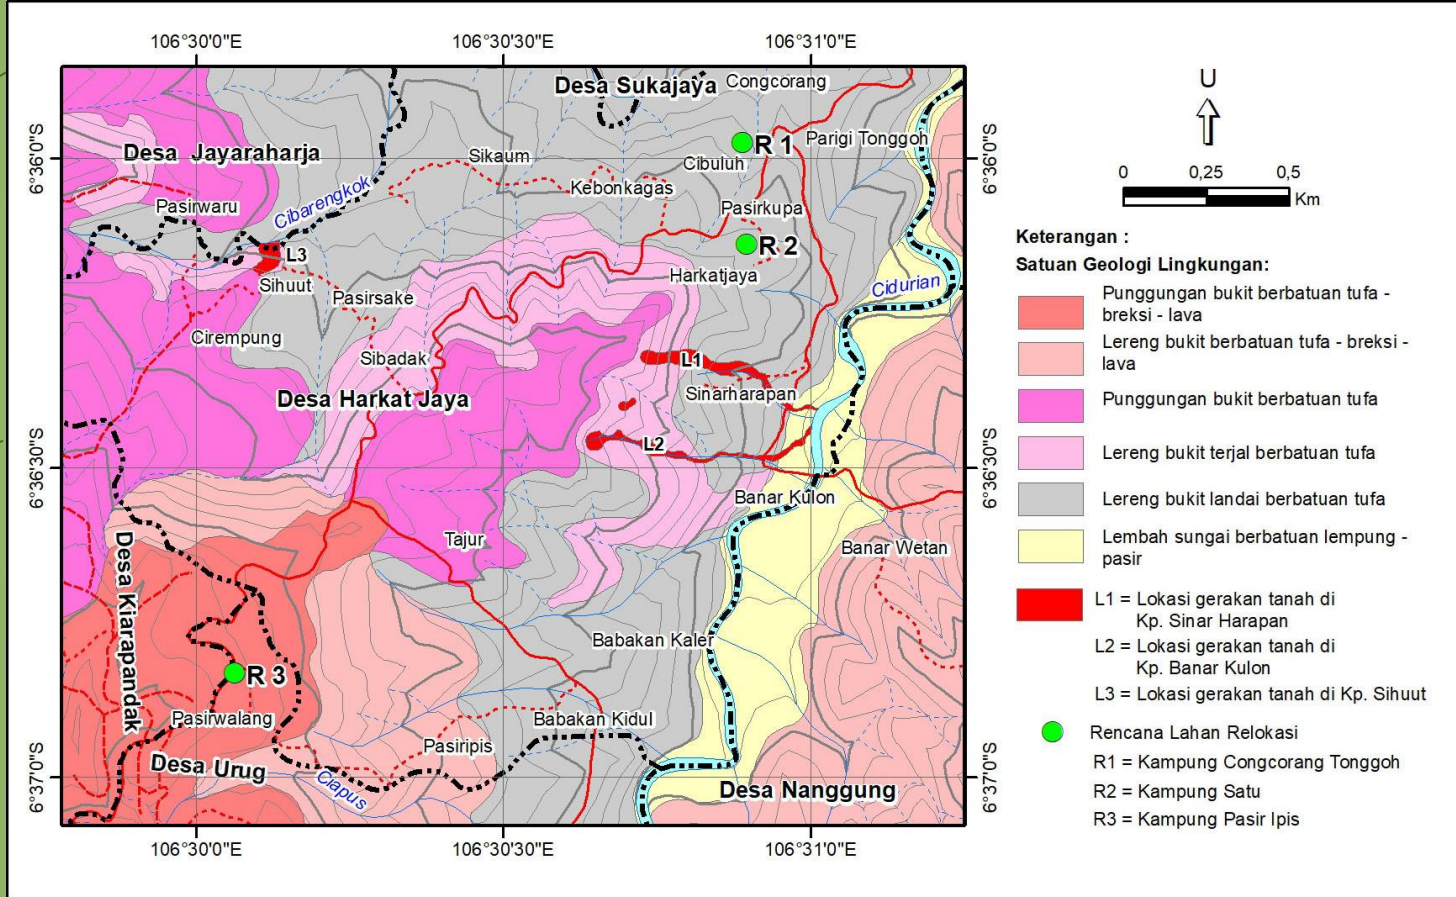 106°30'0"E
106°30'30"E
106°31'0"E
Desa Sukajaya
Congcorang
6°36'0"S
Desa Jayaraharja
Sikaum
R 1
Cibuluh
Parigi Tonggoh
6°36'0"S
Kebonkagas
Cibarengkok
Pasirwaru
Pasirkupa
L3
R 2
Sihuut
Harkatjaya
Cidurian
Pasirsake
Cirempung
Sibadak
L1
Sinarharapan
Desa Harkat Jaya
L2
6°36'30"S
6°36'30"S
Banar Kulon
Tajur
Banar Wetan
Desa Kiarapandak
Babakan Kaler
R 3
Pasirwalang
Babakan Kidul
Pasiripis
Desa Urug
Ciapus
Desa Nanggung
6°37'0"S
6°37'0"S
106°30'0"E
106°30'30"E
106°31'0"E
U
0
0,25
0,5
Km
Keterangan :
Satuan Geologi Lingkungan:
Punggungan bukit berbatuan tufa -
breksi - lava
Lereng bukit berbatuan tufa - breksi -
lava
Punggungan bukit berbatuan tufa
Lereng bukit terjal berbatuan tufa
Lereng bukit landai berbatuan tufa
Lembah sungai berbatuan lempung -
pasir
L1 = Lokasi gerakan tanah di
Kp. Sinar Harapan
L2 = Lokasi gerakan tanah di
Kp. Banar Kulon
L3 = Lokasi gerakan tanah di Kp. Sihuut
Rencana Lahan Relokasi
R1 = Kampung Congcorang Tonggoh
R2 = Kampung Satu
R3 = Kampung Pasir Ipis